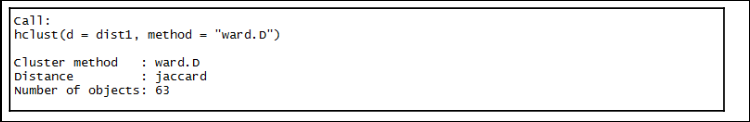 Call:
hclust(d = dist1, method = "ward.D")
Cluster method   : ward.D
Distance         : jaccard
Number of objects: 63